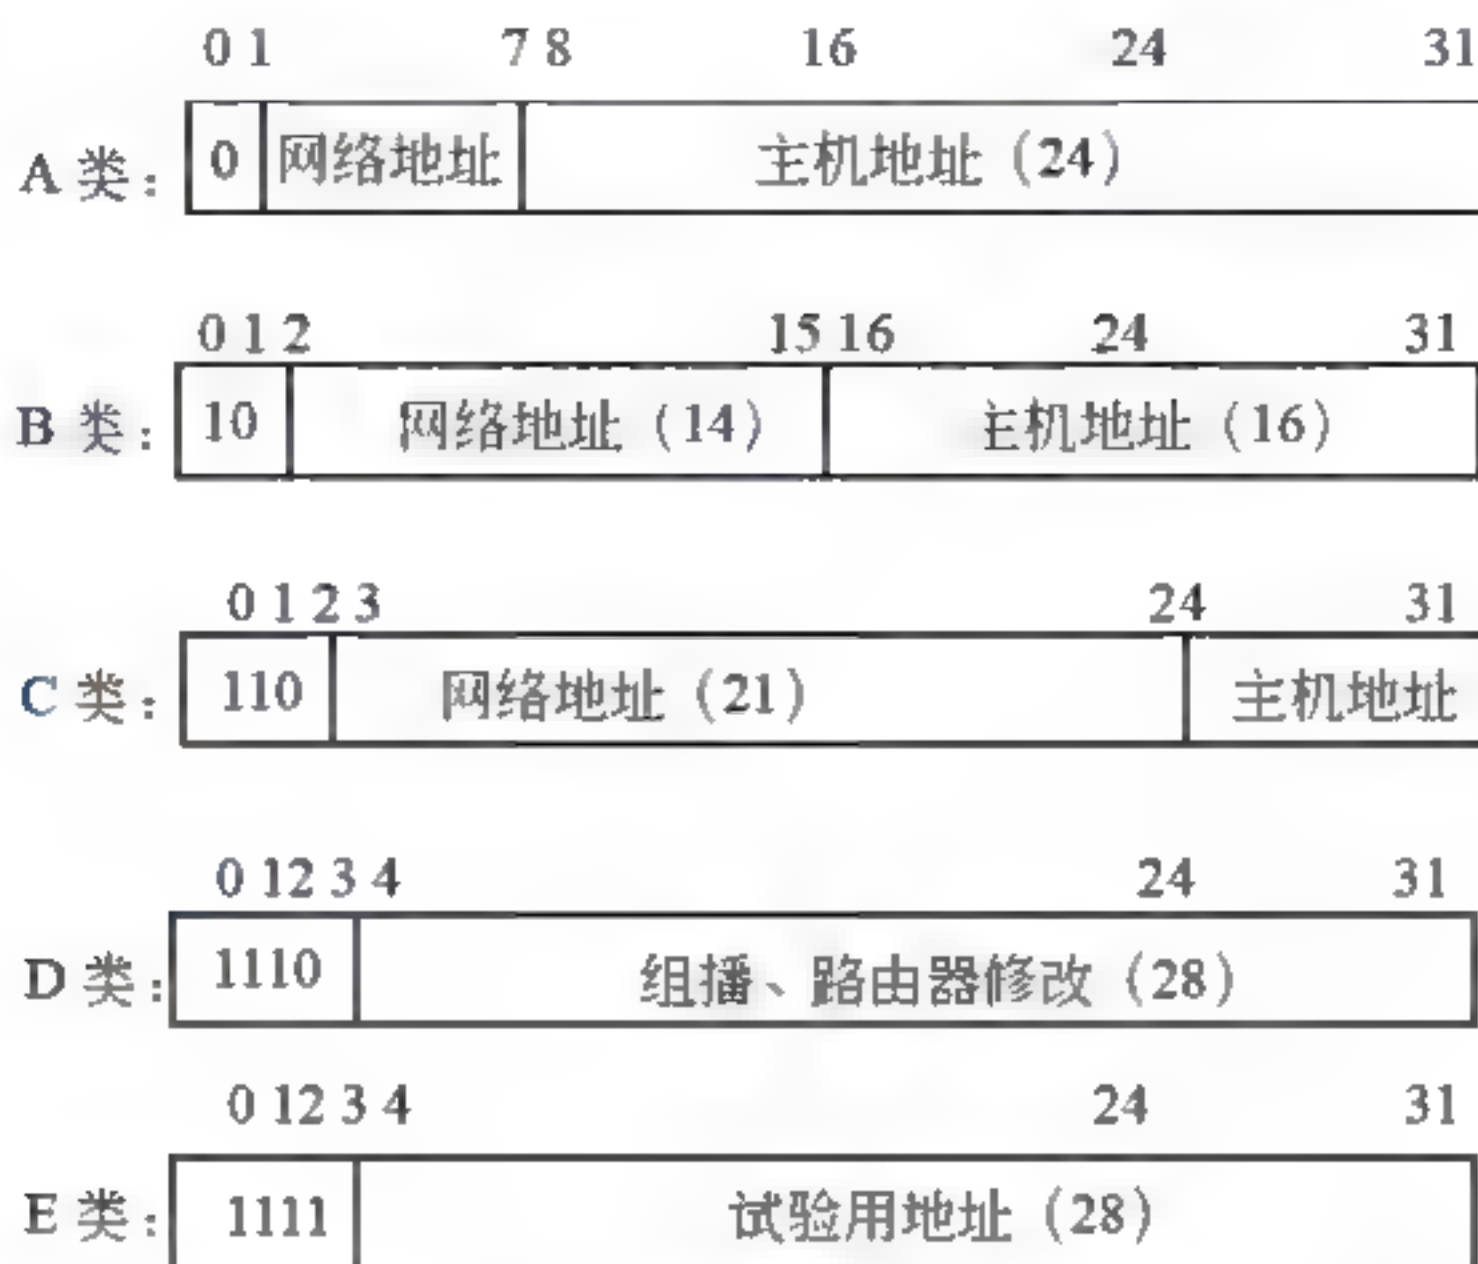 0 1 7 8 16 24 31
A 类： 0 网络地址 主机地址（24）
0 1 2 15 16 24 31
B 类： 10 网络地址（14） 主机地址（16）
0 1 2 3 24 31
C 类： 110 网络地址（21） 主机地址
0 12 3 4 24 31
D 类： 1110 组播、路由器修改（28）
0 12 3 4 24 31
E 类： 1111 试验用地址（28）